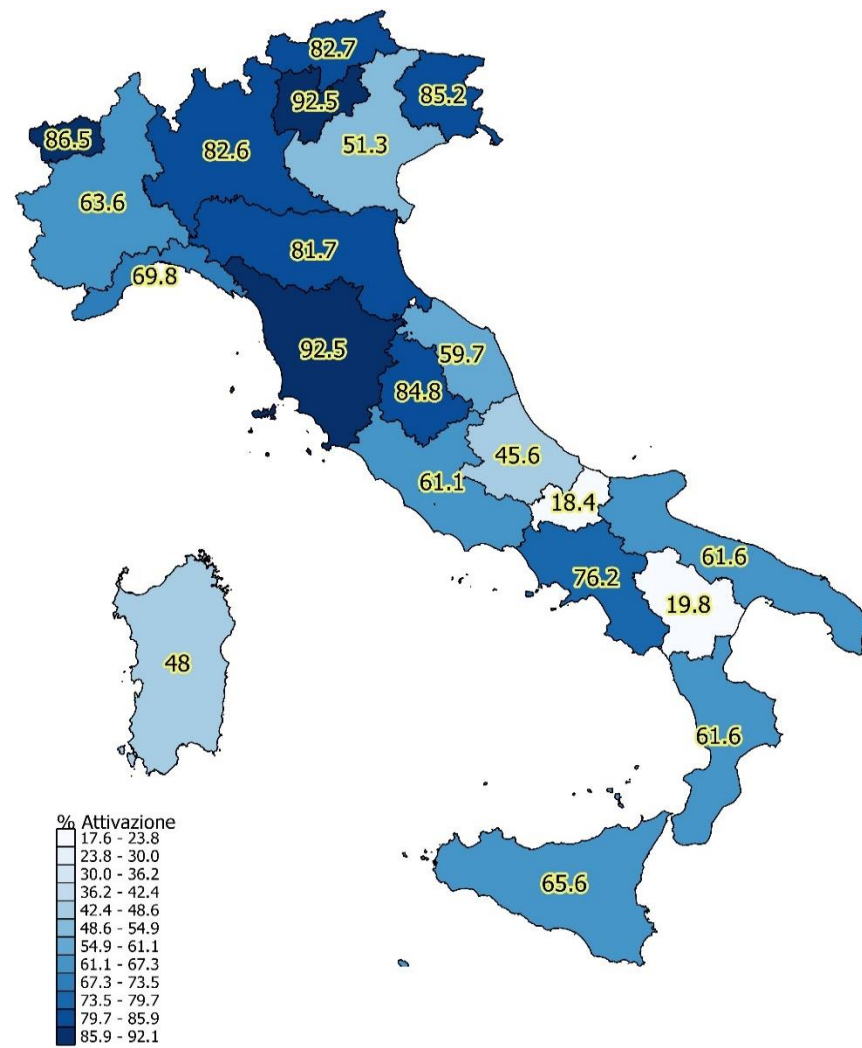 82.7
92.5
85.2
86.5
82.6
51.3
63.6
81.7
69.8
92.5
59.7
84.8
45.6
61.1
18.4
61.6
76.2
19.8
48
61.6
65.6
% Attivazione
17.6 - 23.8
23.8 - 30.0
30.0 - 36.2
36.2 - 42.4
42.4 - 48.6
48.6 - 54.9
54.9 - 61.1
61.1 - 67.3
67.3 - 73.5
73.5 - 79.7
79.7 - 85.9
85.9 - 92.1